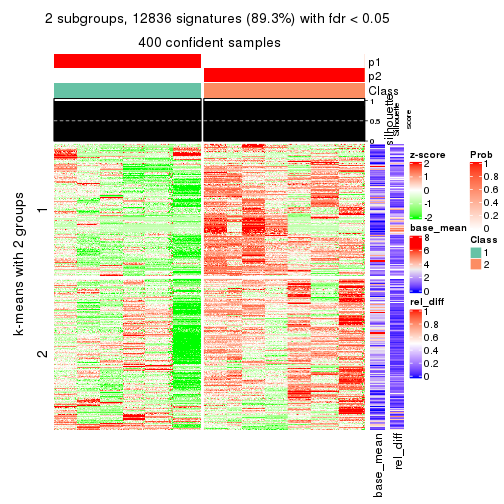 2 subgroups, 12836 signatures (89.3%) with fdr < 0.05
400 confident samples
p1
p2
Class
1
0.5
0
silhouette
Silhouette
score
k-means with 2 groups
1
2
base_mean
rel_diff
z-score
2
1
0
-1
-2
base_mean
8
6
4
2
0
rel_diff
1
0.8
0.6
0.4
0.2
0
Prob
1
0.8
0.6
0.4
0.2
0
Class
1
2